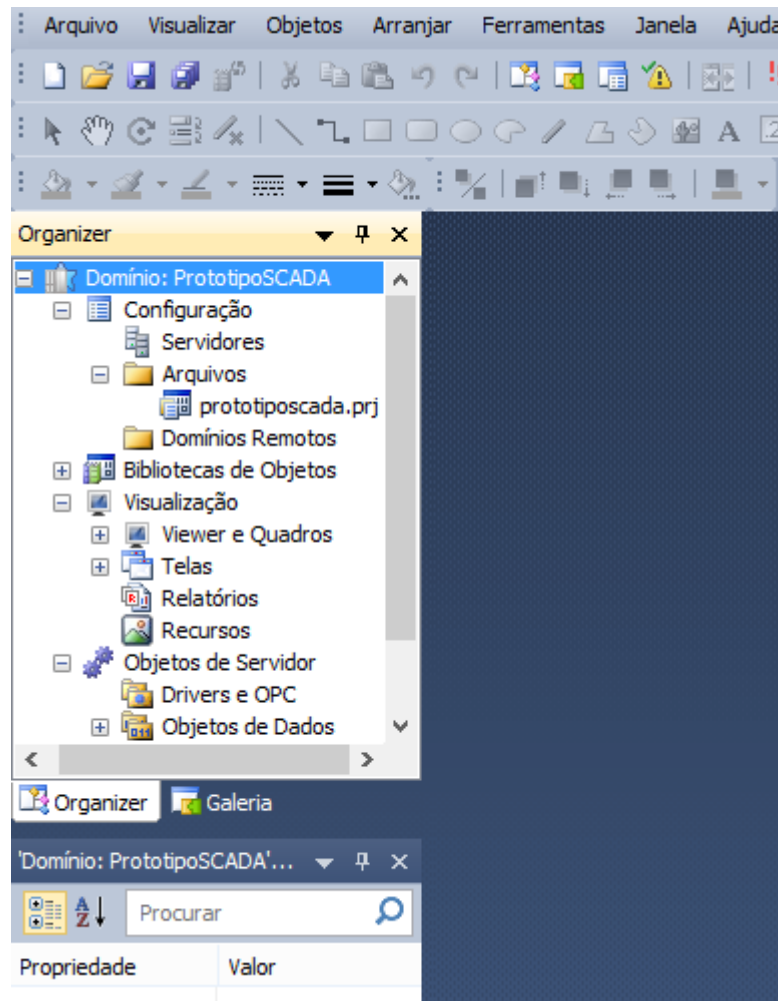 Arquivo Visualizar Objetos Arranjar Ferramentas Janela Ajuda
Organizer
Domínio: PrototipoSCADA
Configuração
Servidores
Arquivos
prototiposcada.prj
Domínios Remotos
Bibliotecas de Objetos
Visualização
Viewer e Quadros
Telas
Relatórios
Recursos
Objetos de Servidor
Drivers e OPC
Objetos de Dados
Organizer Galeria
'Domínio: PrototipoSCADA'...
Procurar
Propriedade Valor